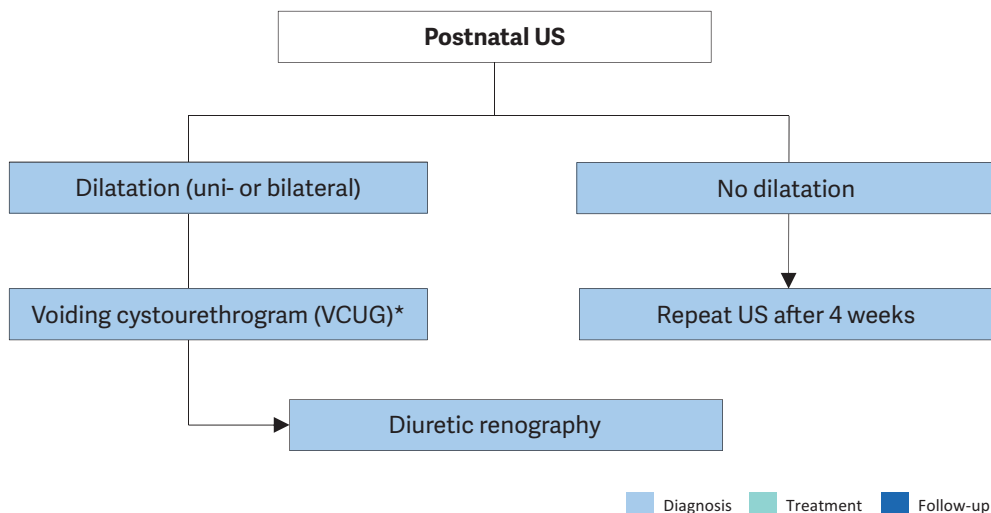 Postnatal US
Dilatation (uni- or bilateral)
No dilatation
Voiding cystourethrogram (VCUG)*
Repeat US after 4 weeks
Diuretic renography
Diagnosis
Treatment
Follow-up